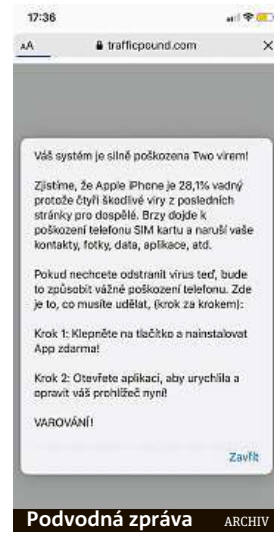 17:36
AA trafficpound.com ×
Váš systém je silně poškozena Two virem!
Zjistíme, že Apple iPhone je 28,1% vadný
protože čtyři škodlivé viry z posledních
stránky pro dospělé. Brzy dojde k
poškození telefonu SIM kartu a naruší vaše
kontakty, fotky, data, aplikace, atd.
Pokud nechcete odstranit virus teď, bude
to způsobit vážné poškození telefonu. Zde
je to, co musíte udělat, (krok za krokem):
Krok 1: Klepněte na tlačítko a nainstalovat
App zdarma!
Krok 2: Otevřete aplikaci, aby urychlila a
opravit váš prohlížeč nyní!
VAROVÁNÍ!
Zavřít
Podvodná zpráva ARCHIV